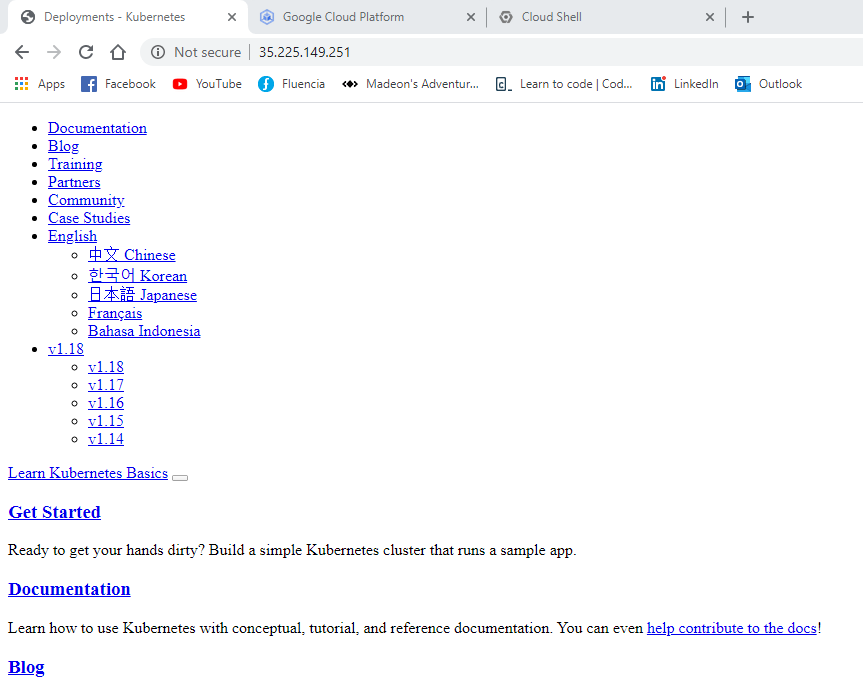 Deployments - Kubernetes
Google Cloud Platform
Cloud Shell
Not secure
35.225.149.251
Apps
Facebook
YouTube
Fluencia
Madeon's Adventur...
Learn to code | Cod...
LinkedIn
Outlook
Documentation
Blog
Training
Partners
Community
Case Studies
English
中文 Chinese
한국어 Korean
日本語 Japanese
Français
Bahasa Indonesia
v1.18
v1.18
v1.17
v1.16
v1.15
v1.14
Learn Kubernetes Basics
Get Started
Ready to get your hands dirty? Build a simple Kubernetes cluster that runs a sample app.
Documentation
Learn how to use Kubernetes with conceptual, tutorial, and reference documentation. You can even help contribute to the docs!
Blog